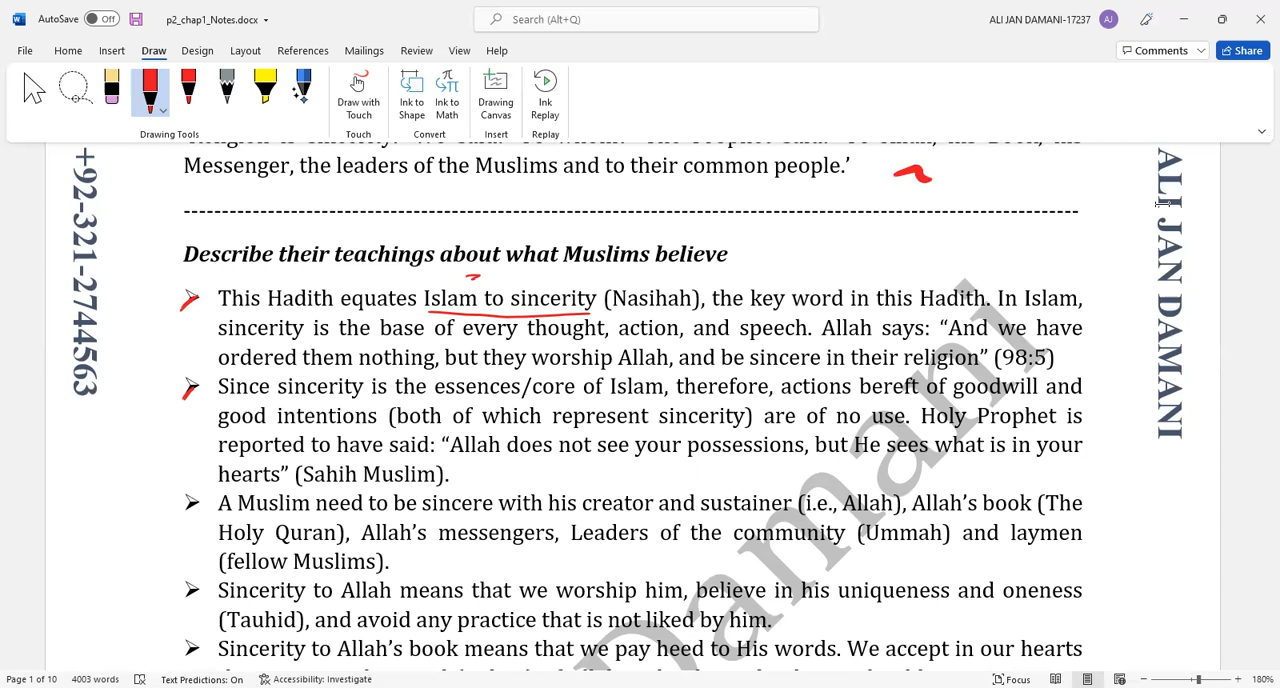 AutoSave Off p2_chap1_Notes.docx Search (Alt+Q) ALI JAN DAMANI-17237 AJ
File Home Insert Draw Design Layout References Mailings Review View Help Comments Share
Draw with Touch Ink to Shape Ink to Math Drawing Canvas Ink Replay
Drawing Tools Touch Convert Insert Replay
Messenger, the leaders of the Muslims and to their common people.’
Describe their teachings about what Muslims believe
This Hadith equates Islam to sincerity (Nasihah), the key word in this Hadith. In Islam,
sincerity is the base of every thought, action, and speech. Allah says: “And we have
ordered them nothing, but they worship Allah, and be sincere in their religion” (98:5)
Since sincerity is the essences/core of Islam, therefore, actions bereft of goodwill and
good intentions (both of which represent sincerity) are of no use. Holy Prophet is
reported to have said: “Allah does not see your possessions, but He sees what is in your
hearts” (Sahih Muslim).
A Muslim need to be sincere with his creator and sustainer (i.e., Allah), Allah’s book (The
Holy Quran), Allah’s messengers, Leaders of the community (Ummah) and laymen
(fellow Muslims).
Sincerity to Allah means that we worship him, believe in his uniqueness and oneness
(Tauhid), and avoid any practice that is not liked by him.
Sincerity to Allah’s book means that we pay heed to His words. We accept in our hearts
+92-321-2744563
ALI JAN DAMANI
Damani
Page 1 of 10 4003 words Text Predictions: On Accessibility: Investigate Focus 180%